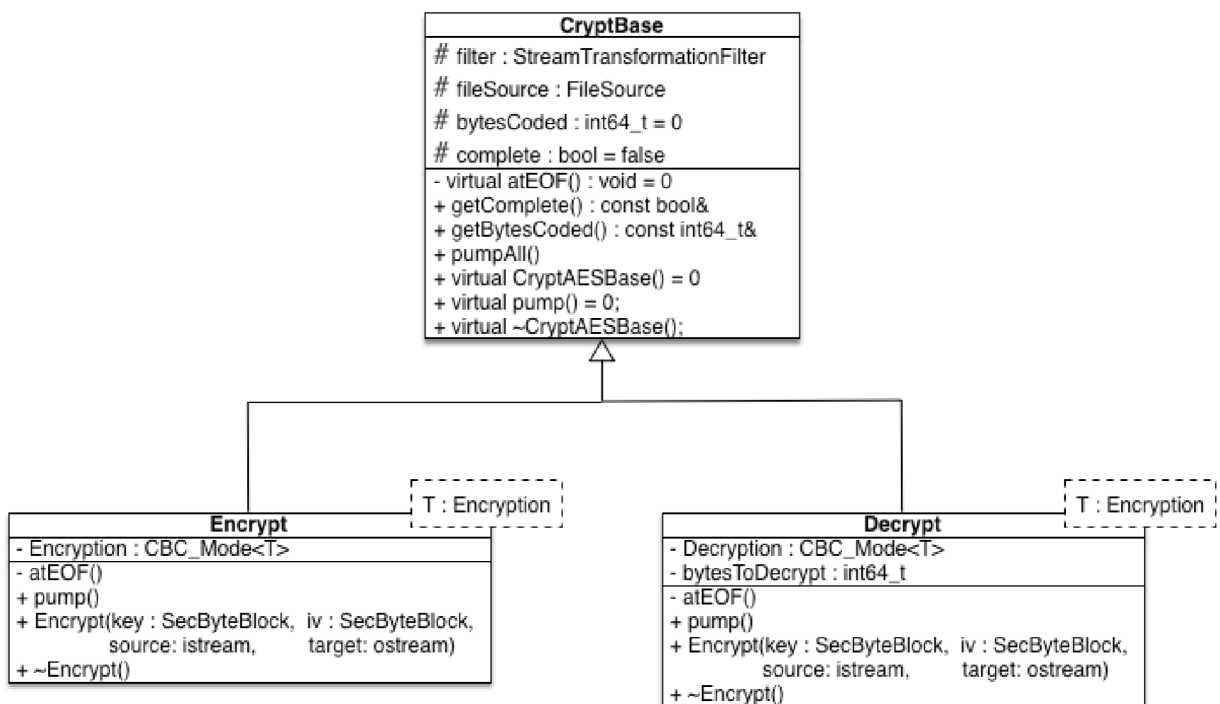 CryptBase
# filter : StreamTransformationFilter
# fileSource : FileSource
# bytesCoded : int64_t = 0
# complete : bool = false
- virtual atEOF() : void = 0
+ getComplete() : const bool&
+ getBytesCoded() : const int64_t&
+ pumpAll()
+ virtual CryptAESBase() = 0
+ virtual pump() = 0;
+ virtual ~CryptAESBase();
T : Encryption
Encrypt
- Encryption : CBC_Mode<T>
- atEOF()
+ pump()
+ Encrypt(key : SecByteBlock, iv : SecByteBlock,
source: istream, target: ostream)
+ ~Encrypt()
T : Encryption
Decrypt
- Decryption : CBC_Mode<T>
- bytesToDecrypt : int64_t
- atEOF()
+ pump()
+ Encrypt(key : SecByteBlock, iv : SecByteBlock,
source: istream, target: ostream)
+ ~Encrypt()